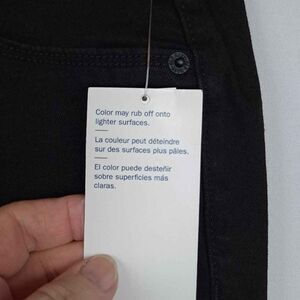 Color may rub off onto
lighter surfaces.
La couleur peut déteindre
sur des surfaces plus pâles.
El color puede desteñir
sobre superficies más
claras.